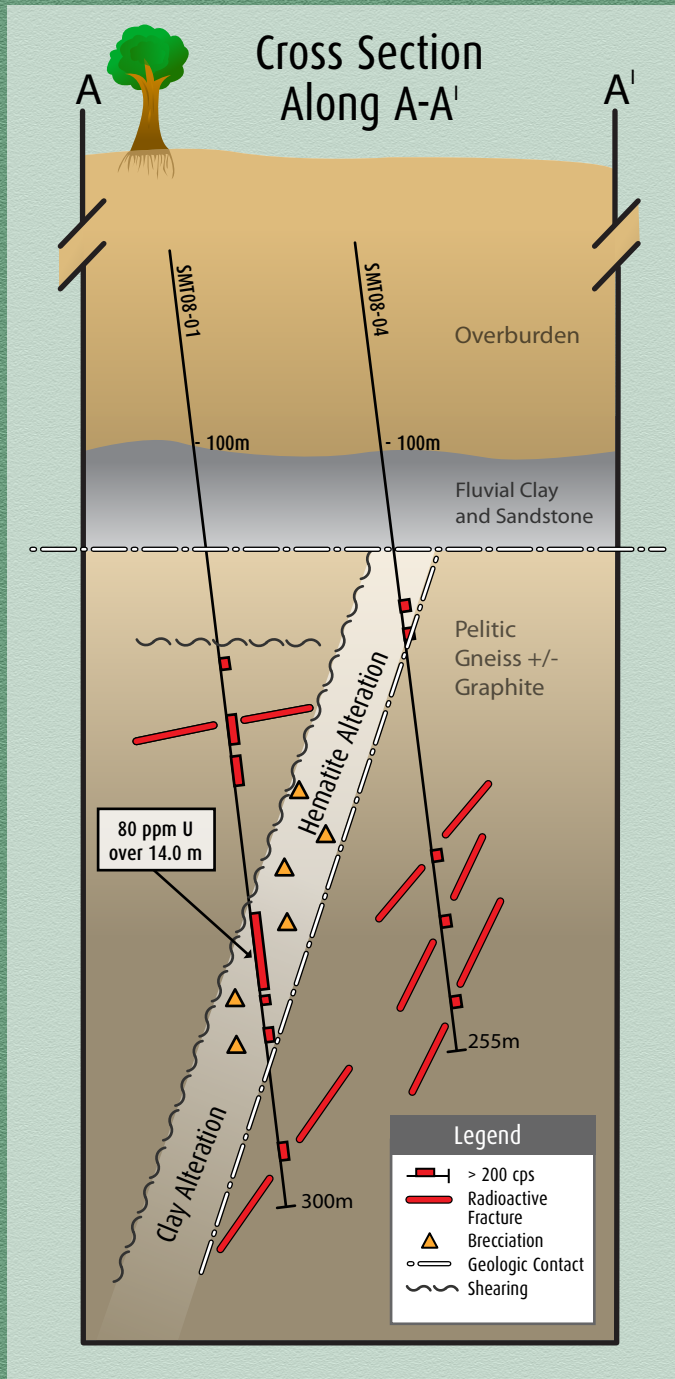 Cross Section
Along A-A'
A
A'
SMT08-01
SMT08-04
Overburden
- 100m
- 100m
Fluvial Clay
and Sandstone
Pelitic
Gneiss +/-
Graphite
Hematite Alteration
80 ppm U
over 14.0 m
255m
Clay Alteration
300m
Legend
> 200 cps
Radioactive
Fracture
Brecciation
Geologic Contact
Shearing